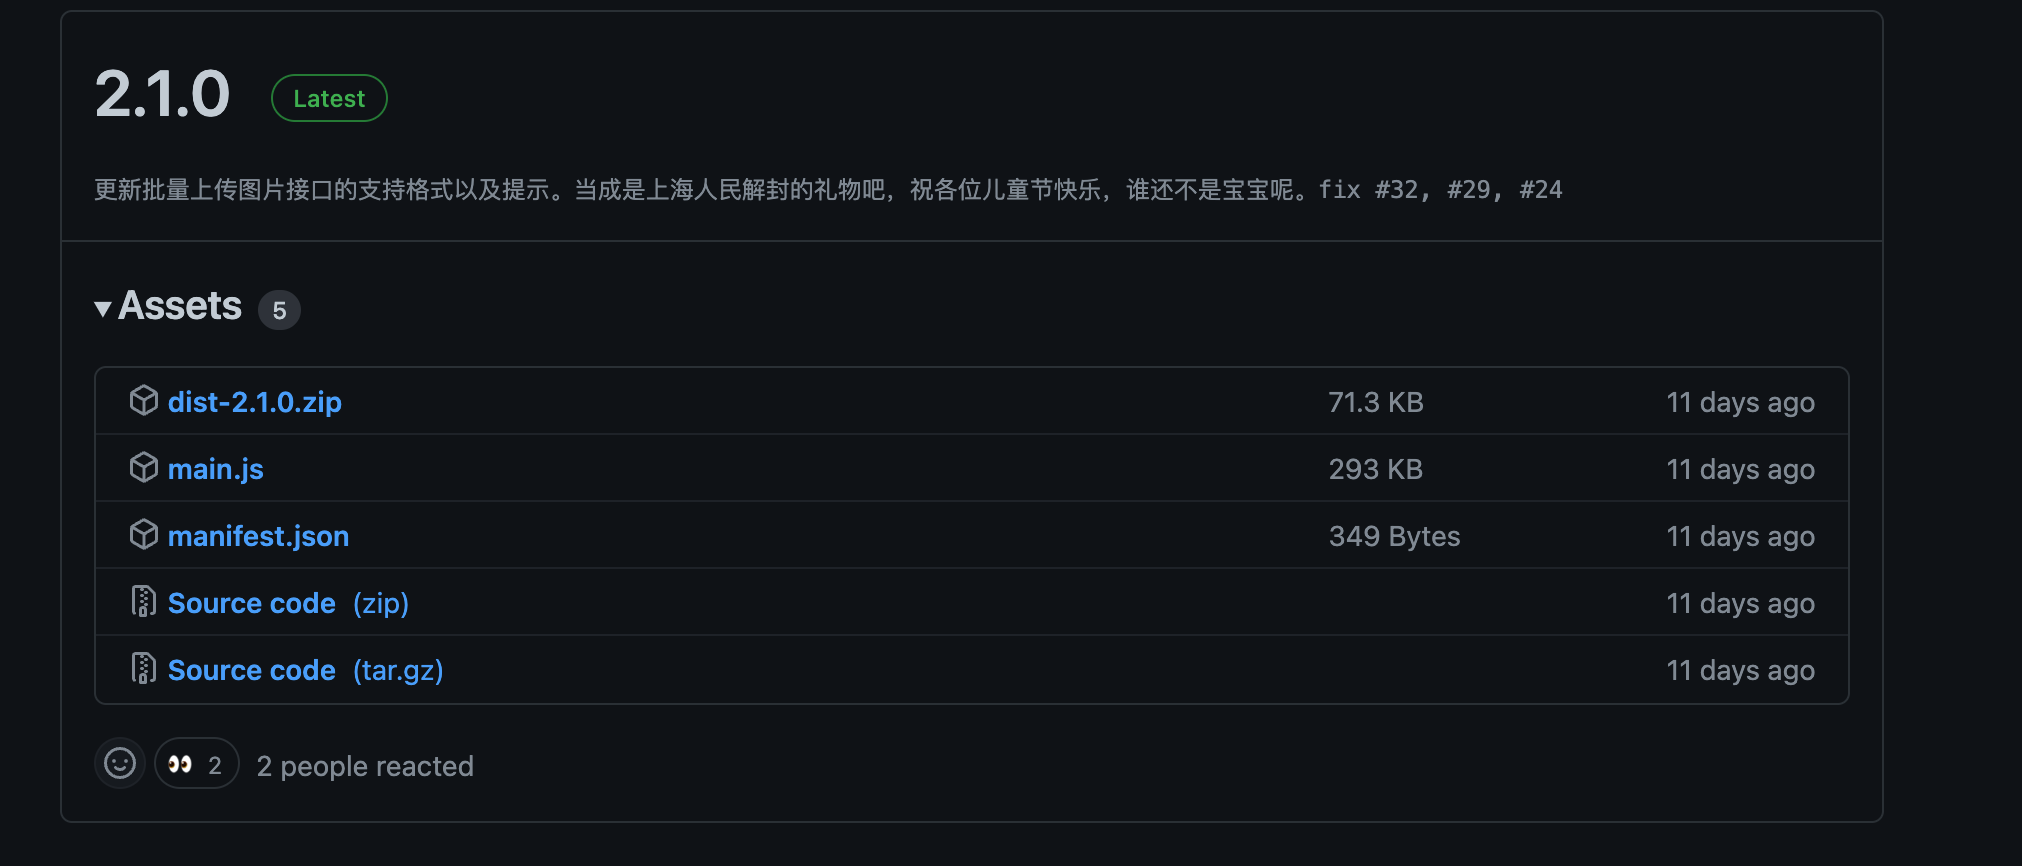 2.1.0 Latest
更新批量上传图片接口的支持格式以及提示。当成是上海人民解封的礼物吧，祝各位儿童节快乐，谁还不是宝宝呢。fix #32, #29, #24
Assets 5
dist-2.1.0.zip 71.3 KB 11 days ago
main.js 293 KB 11 days ago
manifest.json 349 Bytes 11 days ago
Source code (zip) 11 days ago
Source code (tar.gz) 11 days ago
2 2 people reacted